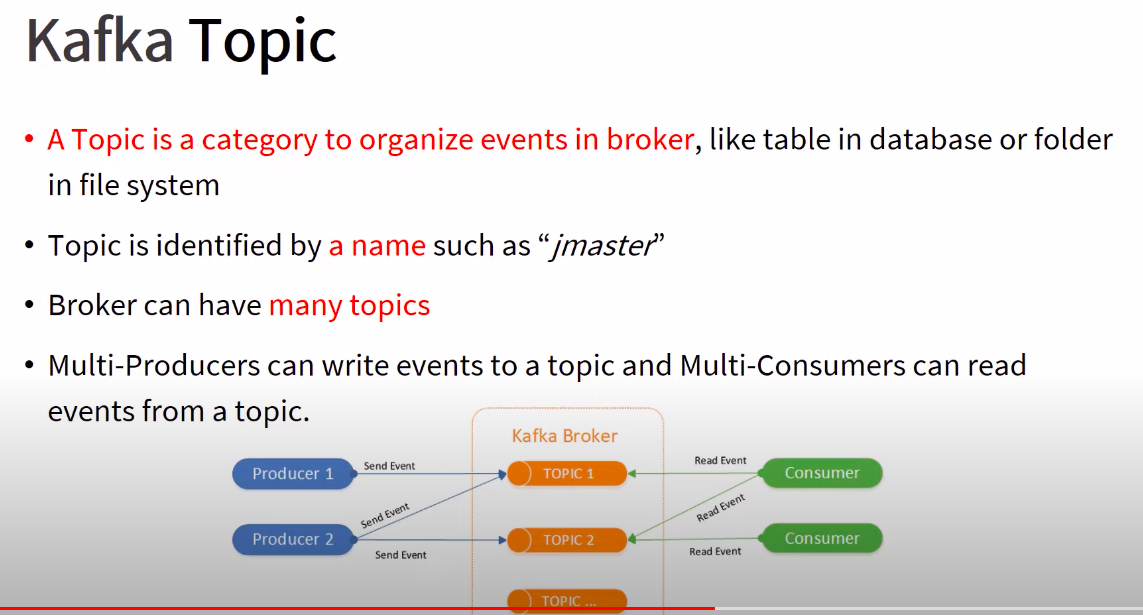 Kafka Topic
• A Topic is a category to organize events in broker, like table in database or folder
in file system
• Topic is identified by a name such as “jmaster”
• Broker can have many topics
• Multi-Producers can write events to a topic and Multi-Consumers can read
events from a topic.
Kafka Broker
Producer 1
Send Event
TOPIC 1
Read Event
Consumer
Send Event
Read Event
Producer 2
Send Event
TOPIC 2
Read Event
Consumer
TOPIC ...